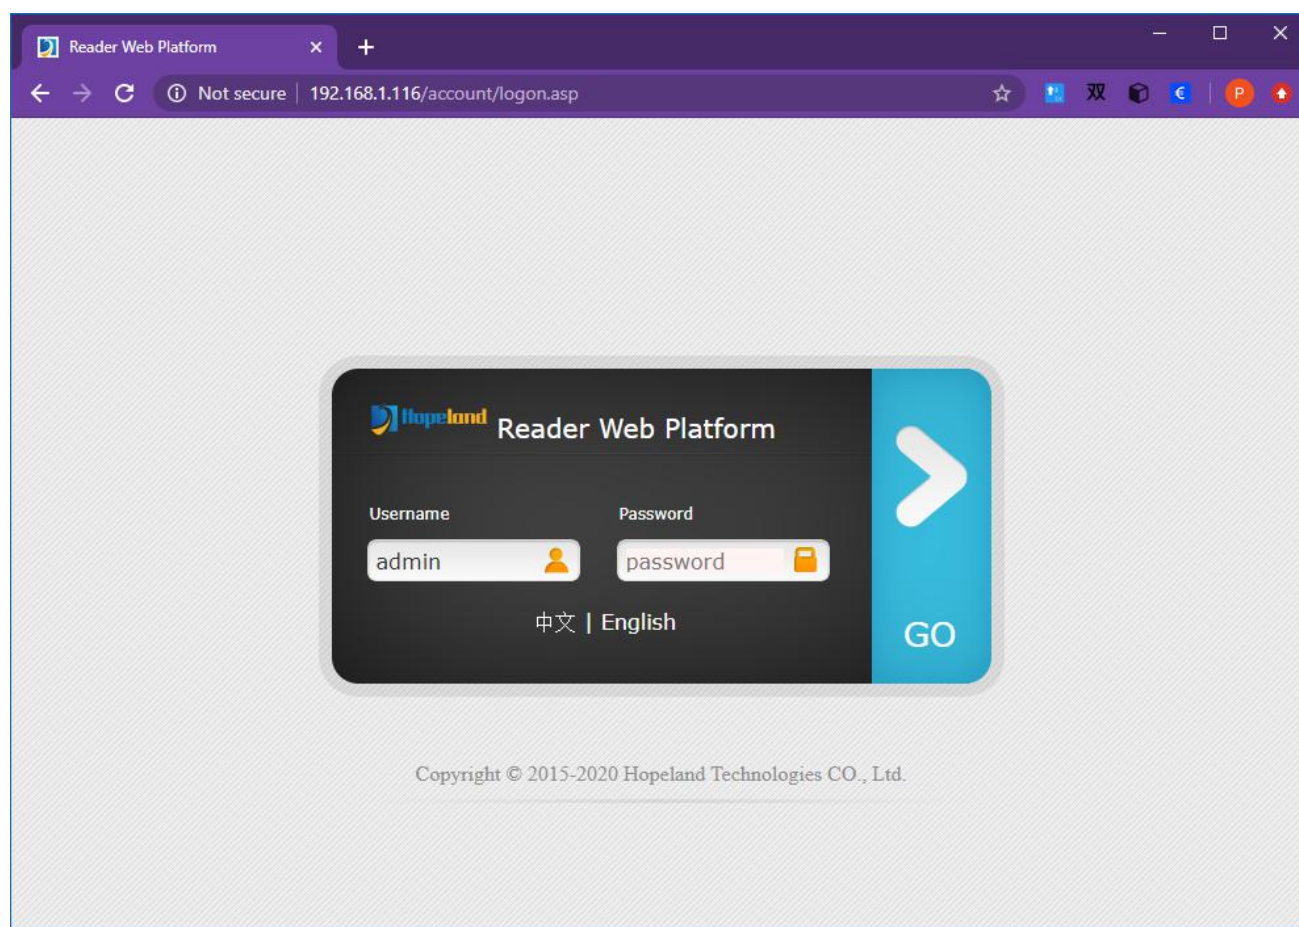 Reader Web Platform
Not secure | 192.168.1.116/account/logon.asp
双
€
P
Hopeland Reader Web Platform
Username Password
admin password
中文 | English
GO
Copyright © 2015-2020 Hopeland Technologies CO., Ltd.